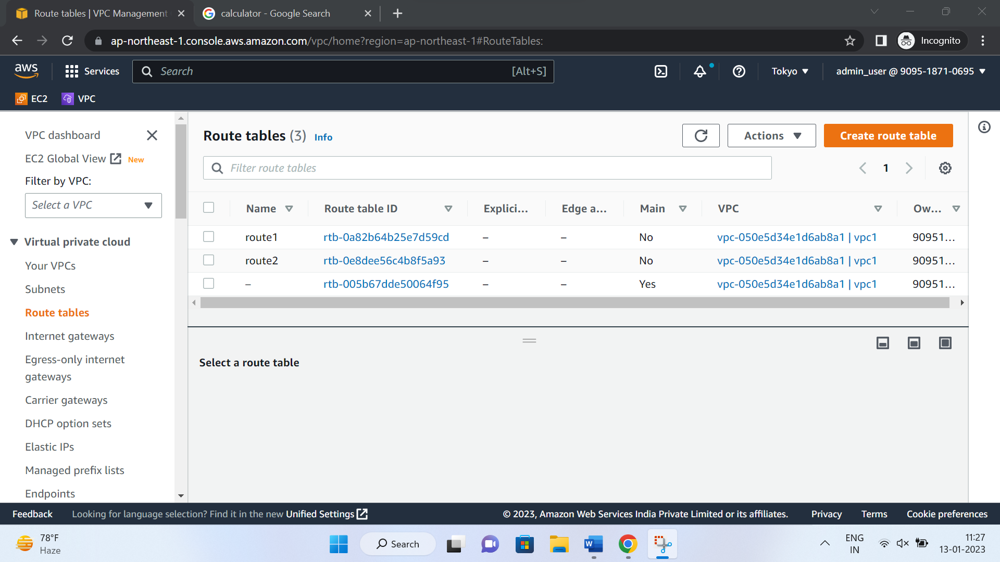 Route tables | VPC Management
calculator - Google Search
ap-northeast-1.console.aws.amazon.com/vpc/home?region=ap-northeast-1#RouteTables:
Incognito
aws
Services
Search
[Alt+S]
Tokyo
admin_user @ 9095-1871-0695
EC2
VPC
VPC dashboard
EC2 Global View New
Filter by VPC:
Select a VPC
Virtual private cloud
Your VPCs
Subnets
Route tables
Internet gateways
Egress-only internet
gateways
Carrier gateways
DHCP option sets
Elastic IPs
Managed prefix lists
Endpoints
Route tables (3) Info
Actions
Create route table
Filter route tables
1
Name Route table ID Explici... Edge a... Main VPC Ow...
route1 rtb-0a82b64b25e7d59cd – – No vpc-050e5d34e1d6ab8a1 | vpc1 90951...
route2 rtb-0e8dee56c4b8f5a93 – – No vpc-050e5d34e1d6ab8a1 | vpc1 90951...
– rtb-005b67dde50064f95 – – Yes vpc-050e5d34e1d6ab8a1 | vpc1 90951...
Select a route table
Feedback Looking for language selection? Find it in the new Unified Settings © 2023, Amazon Web Services India Private Limited or its affiliates. Privacy Terms Cookie preferences
78°F
Haze
Search
W
ENG
IN
11:27
13-01-2023